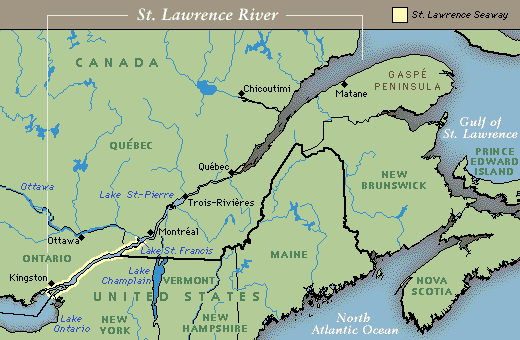 St. Lawrence River
St. Lawrence Seaway
CANADA
Chicoutimi
Matane
GASPÉ
PENINSULA
Gulf of
St. Lawrence
PRINCE
EDWARD
ISLAND
QUÉBEC
Québec
NEW
BRUNSWICK
Ottawa
Lake St-Pierre
Trois-Rivières
Montréal
Ottawa
Lake St. Francis
ONTARIO
MAINE
Kingston
Lake
Champlain
VERMONT
NOVA
SCOTIA
UNITED STATES
Lake
Ontario
NEW
YORK
NEW
HAMPSHIRE
North
Atlantic Ocean